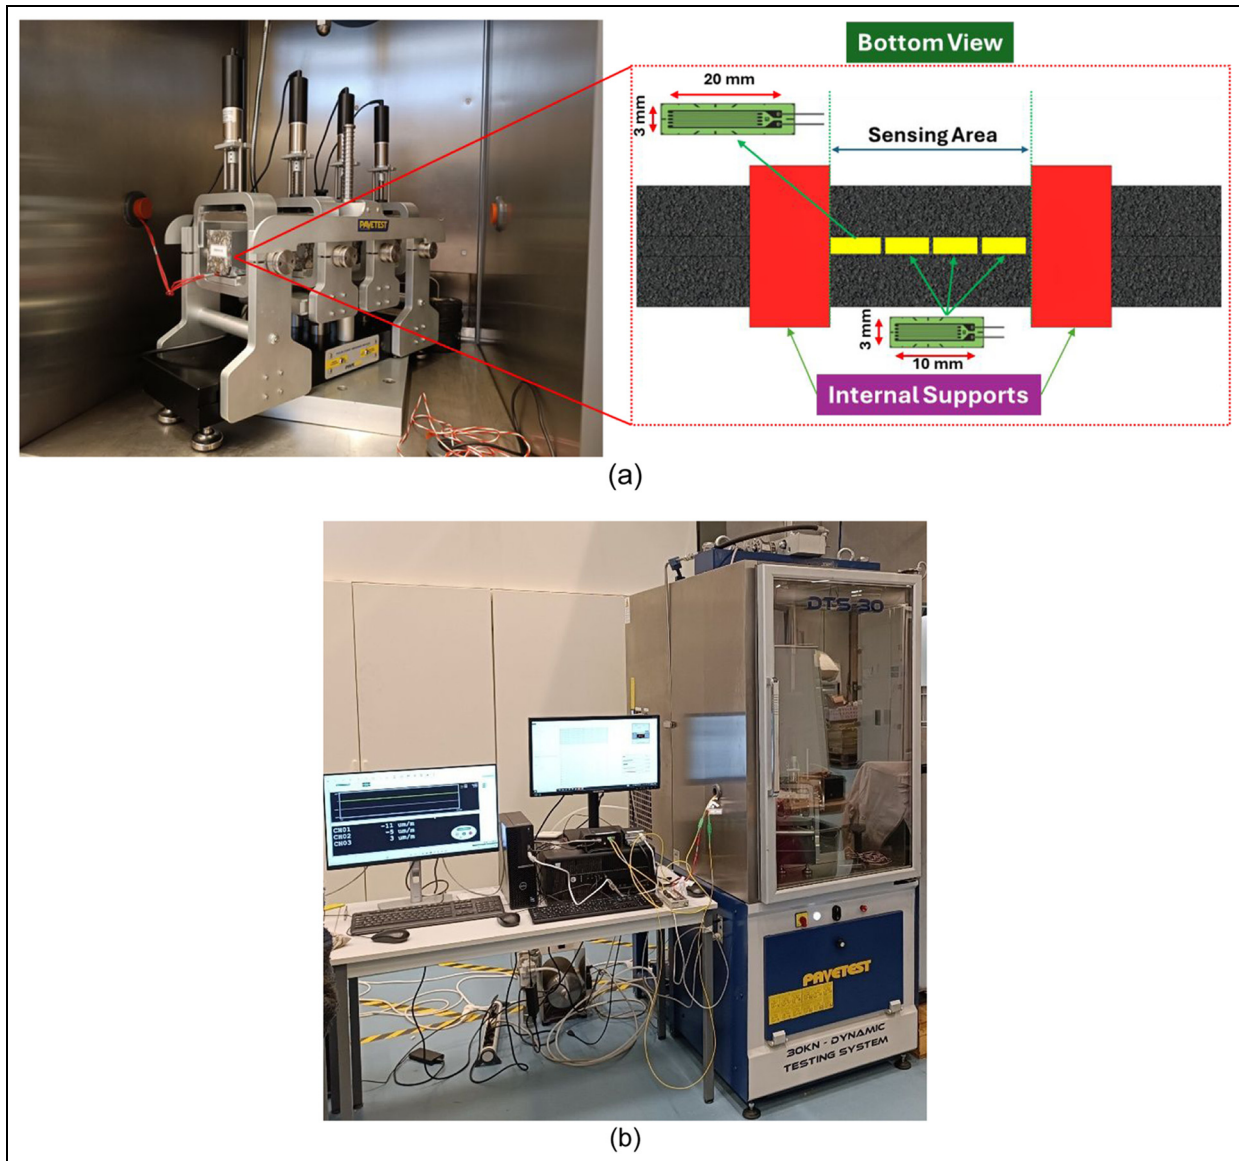 Bottom View
20 mm
3 mm
Sensing Area
PAVETEST
3 mm
10 mm
Internal Supports
(a)
DTS-30
CH01 -11 um/m
CH02 -5 um/m
CH03 3 um/m
PAVETEST
30KN - DYNAMIC
TESTING SYSTEM
(b)